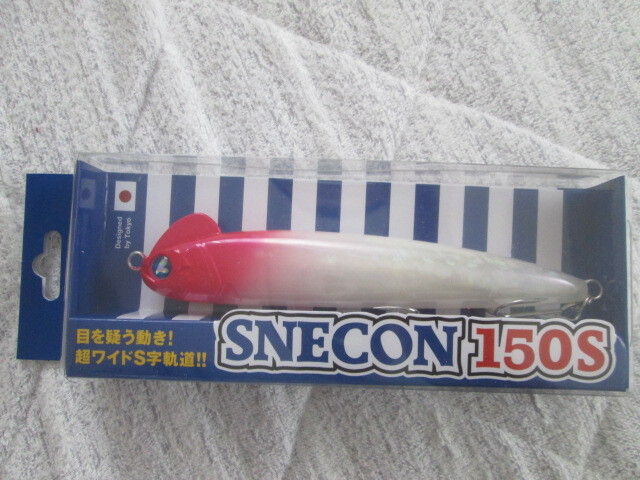 Designed
by Tokyo
目を疑う動き!
超ワイドS字軌道!!
SNECON 150S